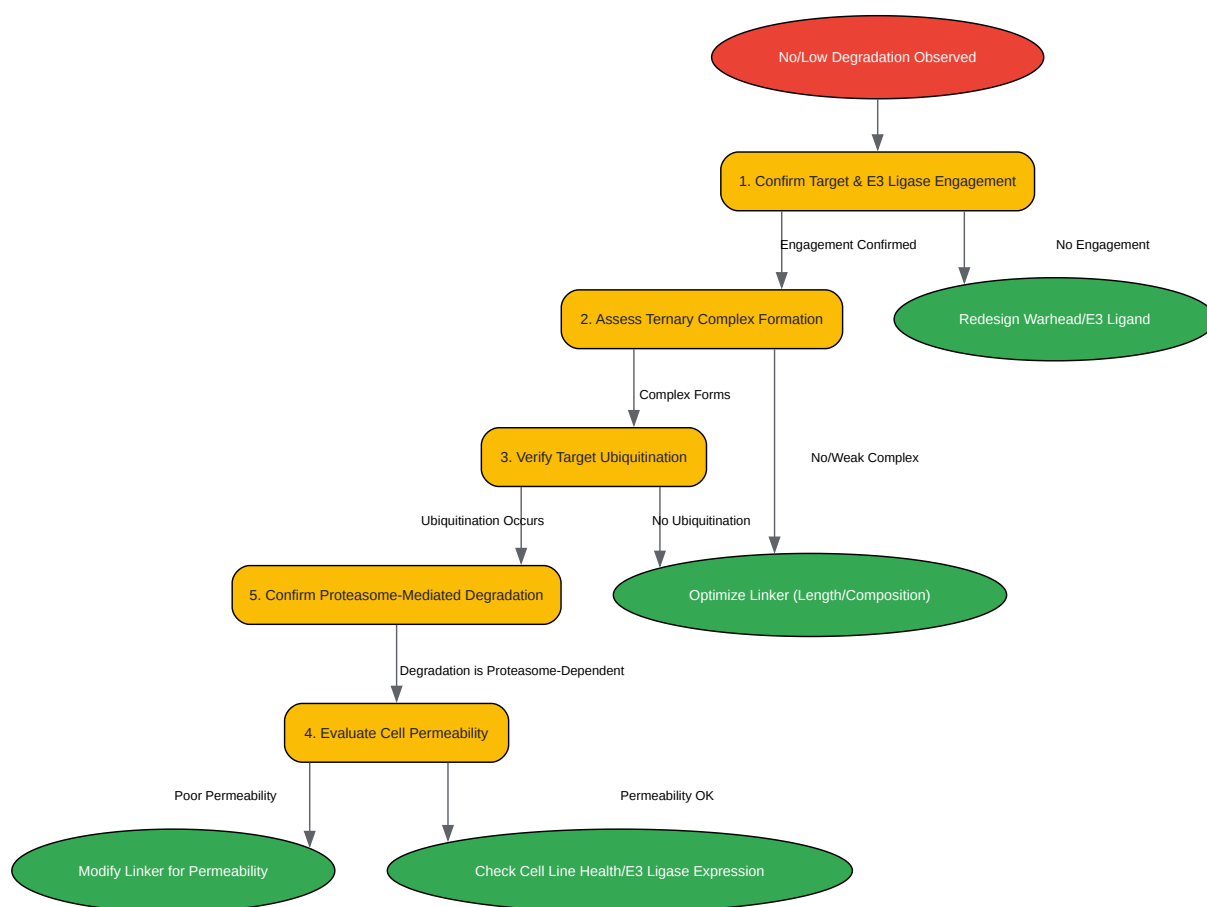 No/Low Degradation Observed
1. Confirm Target & E3 Ligase Engagement
Engagement Confirmed
No Engagement
2. Assess Ternary Complex Formation
Redesign Warhead/E3 Ligand
Complex Forms
3. Verify Target Ubiquitination
No/Weak Complex
Ubiquitination Occurs
No Ubiquitination
5. Confirm Proteasome-Mediated Degradation
Optimize Linker (Length/Composition)
Degradation is Proteasome-Dependent
4. Evaluate Cell Permeability
Poor Permeability
Permeability OK
Modify Linker for Permeability
Check Cell Line Health/E3 Ligase Expression